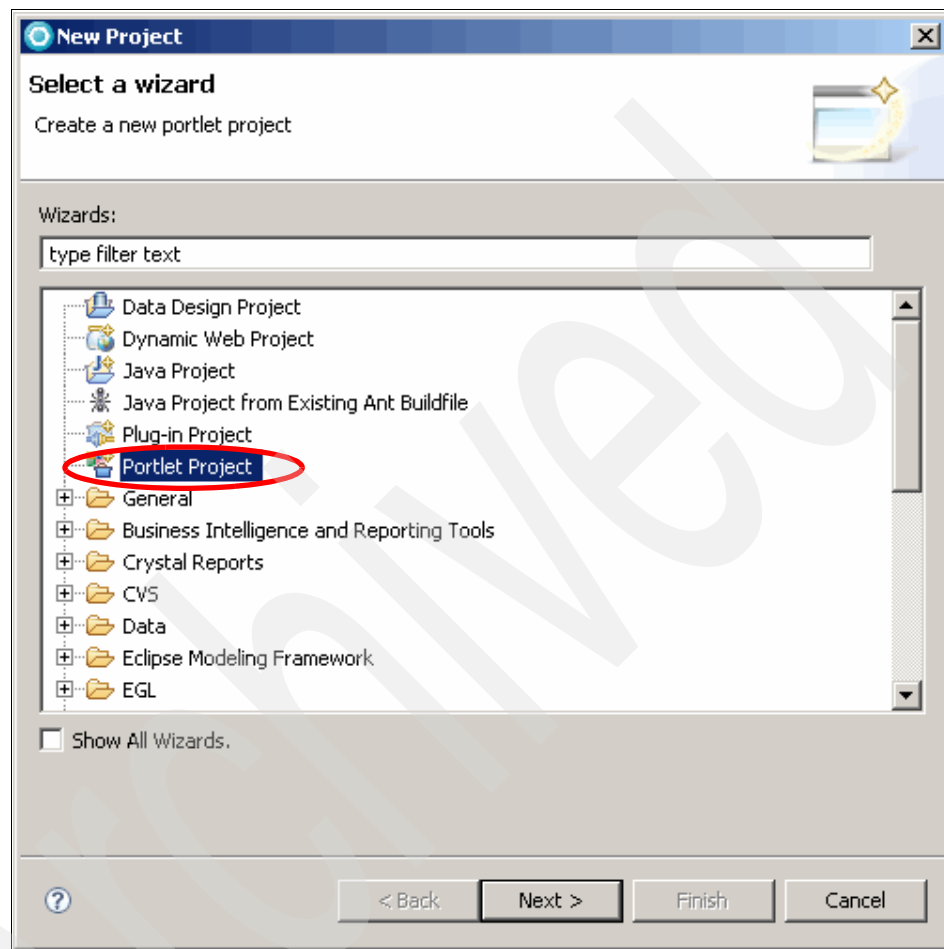 New Project
Select a wizard
Create a new portlet project
Wizards:
type filter text
Data Design Project
Dynamic Web Project
Java Project
Java Project from Existing Ant Buildfile
Plug-in Project
Portlet Project
General
Business Intelligence and Reporting Tools
Crystal Reports
CVS
Data
Eclipse Modeling Framework
EGL
Show All Wizards.
< Back Next > Finish Cancel